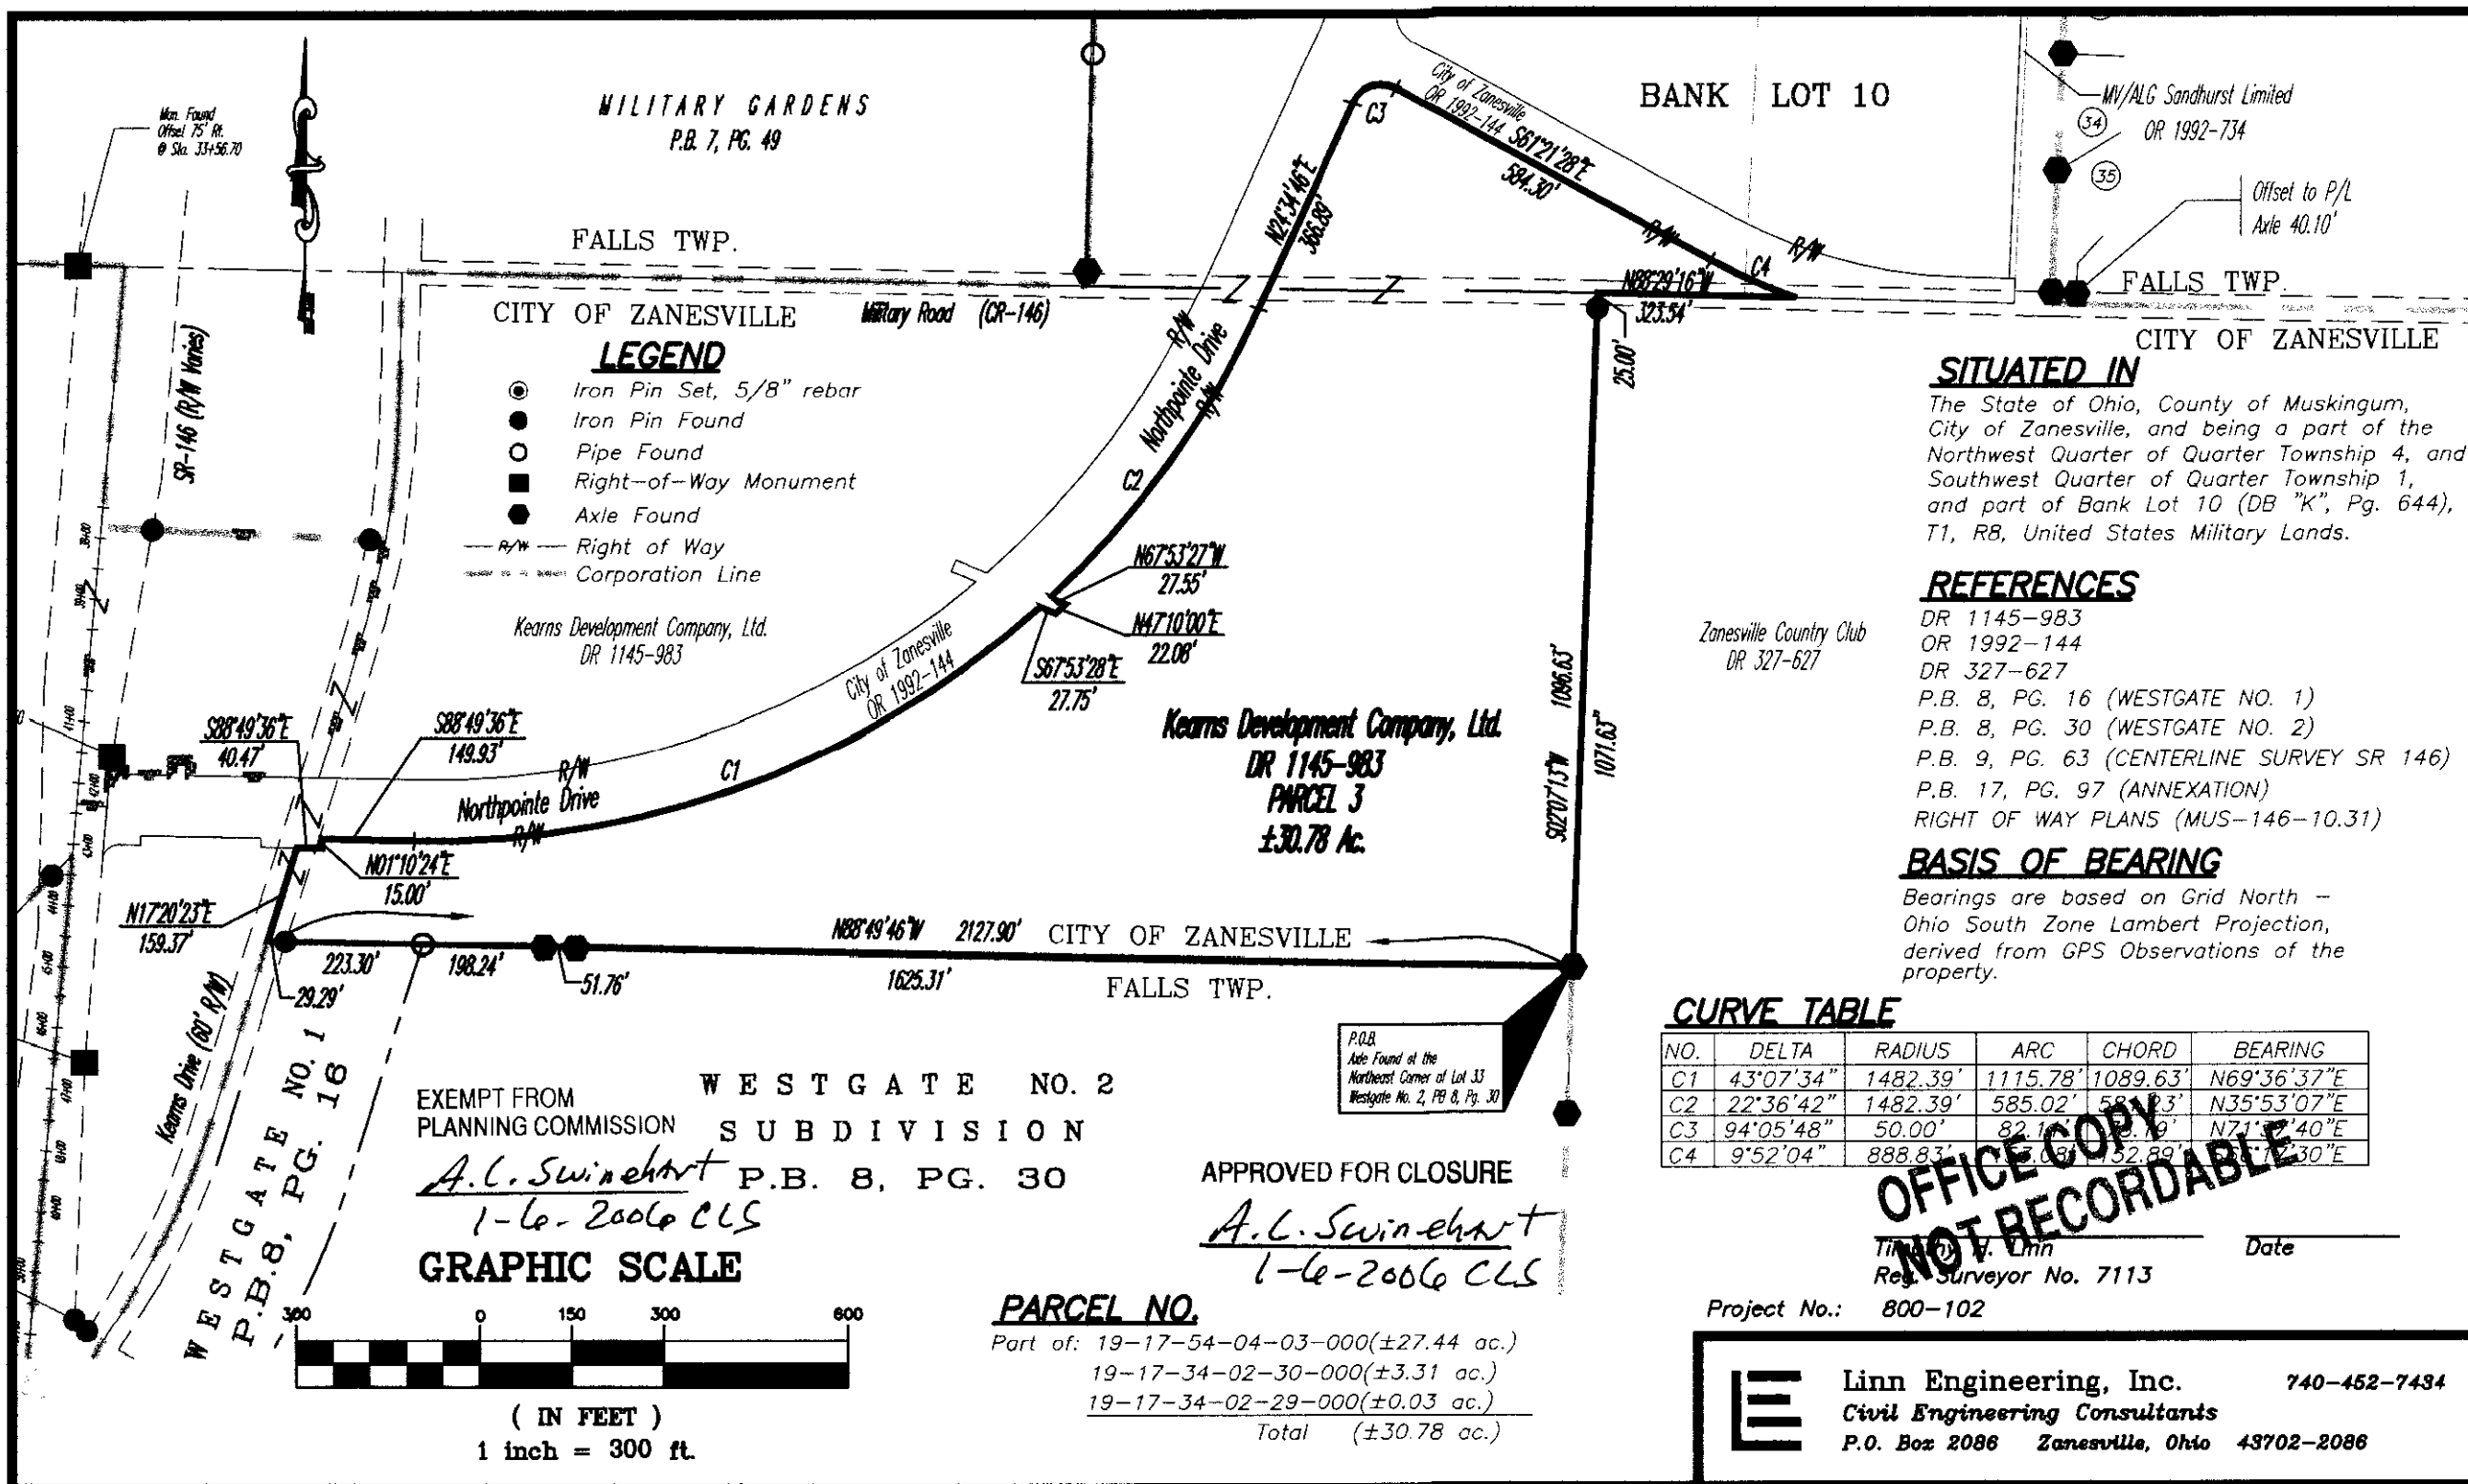 Mon. Found
Offset 75' Rt.
@ Sta. 33+56.70
MILITARY GARDENS
P.B. 7, PG. 49
FALLS TWP.
CITY OF ZANESVILLE
Military Road (CR-146)
SR-146 (R/W Varies)
LEGEND
Iron Pin Set, 5/8" rebar
Iron Pin Found
Pipe Found
Right-of-Way Monument
Axle Found
R/W Right of Way
Corporation Line
Kearns Development Company, Ltd.
DR 1145-983
City of Zanesville
OR 1992-144
BANK LOT 10
MV/ALG Sandhurst Limited
OR 1992-734
34
35
Offset to P/L
Axle 40.10'
FALLS TWP.
CITY OF ZANESVILLE
C3
S61°21'28"E
584.30'
N24°34'46"E
366.89'
R/W
R/W
C4
N88°29'16"W
323.54'
25.00'
R/W
Northpointe Drive
R/W
C2
N67°53'27"W
27.55'
N47°10'00"E
22.08'
S67°53'28"E
27.75'
City of Zanesville
OR 1992-144
S02°07'13"W 1096.63'
1071.63'
Zanesville Country Club
DR 327-627
Kearns Development Company, Ltd.
DR 1145-983
PARCEL 3
±30.78 Ac.
S88°49'36"E
40.47'
S88°49'36"E
149.93'
R/W
C1
Northpointe Drive
R/W
N01°10'24"E
15.00'
N17°20'23"E
159.37'
N88°49'46"W 2127.90'
CITY OF ZANESVILLE
223.30'
198.24'
51.76'
1625.31'
29.29'
FALLS TWP.
Kearns Drive (60' R/W)
WESTGATE NO. 1
P.B.8, PG. 16
P.O.B.
Axle Found at the
Northeast Corner of Lot 33
Westgate No. 2, PB 8, Pg. 30
WESTGATE NO. 2
SUBDIVISION
P.B. 8, PG. 30
EXEMPT FROM
PLANNING COMMISSION
A.C. Swinehart
1-6-2006 CLS
APPROVED FOR CLOSURE
A.C. Swinehart
1-6-2006 CLS
GRAPHIC SCALE
300 0 150 300 600
( IN FEET )
1 inch = 300 ft.
PARCEL NO.
Part of: 19-17-54-04-03-000(±27.44 ac.)
19-17-34-02-30-000(±3.31 ac.)
19-17-34-02-29-000(±0.03 ac.)
Total (±30.78 ac.)
SITUATED IN
The State of Ohio, County of Muskingum,
City of Zanesville, and being a part of the
Northwest Quarter of Quarter Township 4, and
Southwest Quarter of Quarter Township 1,
and part of Bank Lot 10 (DB "K", Pg. 644),
T1, R8, United States Military Lands.
REFERENCES
DR 1145-983
OR 1992-144
DR 327-627
P.B. 8, PG. 16 (WESTGATE NO. 1)
P.B. 8, PG. 30 (WESTGATE NO. 2)
P.B. 9, PG. 63 (CENTERLINE SURVEY SR 146)
P.B. 17, PG. 97 (ANNEXATION)
RIGHT OF WAY PLANS (MUS-146-10.31)
BASIS OF BEARING
Bearings are based on Grid North -
Ohio South Zone Lambert Projection,
derived from GPS Observations of the
property.
CURVE TABLE
NO. DELTA RADIUS ARC CHORD BEARING
C1 43°07'34" 1482.39' 1115.78' 1089.63' N69°36'37"E
C2 22°36'42" 1482.39' 585.02' N35°53'07"E
C3 94°05'48" 50.00'
C4 9°52'04" 888.83' 152.89'
OFFICE COPY
NOT RECORDABLE
Linn
Date
Reg. Surveyor No. 7113
Project No.: 800-102
Linn Engineering, Inc. 740-452-7434
Civil Engineering Consultants
P.O. Box 2086 Zanesville, Ohio 43702-2086